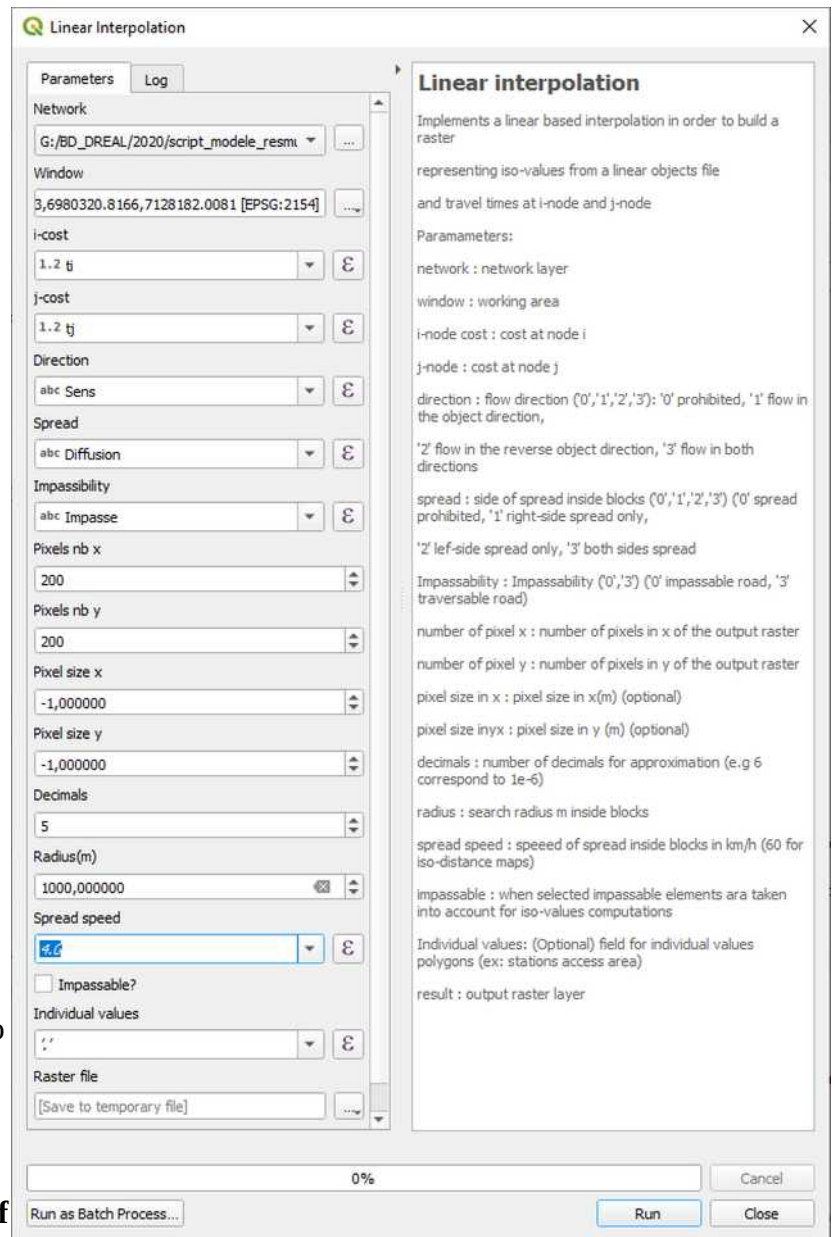 Linear Interpolation
Parameters
Log
Network
G:/BD_DREAL/2020/script_modele_resmu
...
Window
3,6980320.8166,7128182.0081 [EPSG:2154]
...
i-cost
1.2 ti
ε
j-cost
1.2 tj
ε
Direction
abc Sens
ε
Spread
abc Diffusion
ε
Impassibility
abc Impasse
ε
Pixels nb x
200
Pixels nb y
200
Pixel size x
-1,000000
Pixel size y
-1,000000
Decimals
5
Radius(m)
1000,000000
Spread speed
4.0
ε
Impassable?
Individual values
','
ε
Raster file
[Save to temporary file]
...
Linear interpolation
Implements a linear based interpolation in order to build a
raster
representing iso-values from a linear objects file
and travel times at i-node and j-node
Paramameters:
network : network layer
window : working area
i-node cost : cost at node i
j-node : cost at node j
direction : flow direction ('0','1','2','3'): '0' prohibited, '1' flow in
the object direction,
'2' flow in the reverse object direction, '3' flow in both
directions
spread : side of spread inside blocks ('0','1','2','3') ('0' spread
prohibited, '1' right-side spread only,
'2' lef-side spread only, '3' both sides spread
Impassability : Impassability ('0','3') ('0' impassable road, '3'
traversable road)
number of pixel x : number of pixels in x of the output raster
number of pixel y : number of pixels in y of the output raster
pixel size in x : pixel size in x(m) (optional)
pixel size inyx : pixel size in y (m) (optional)
decimals : number of decimals for approximation (e.g 6
correspond to 1e-6)
radius : search radius m inside blocks
spread speed : speeed of spread inside blocks in km/h (60 for
iso-distance maps)
impassable : when selected impassable elements ara taken
into account for iso-values computations
Individual values: (Optional) field for individual values
polygons (ex: stations access area)
result : output raster layer
0%
Cancel
Run as Batch Process...
Run
Close